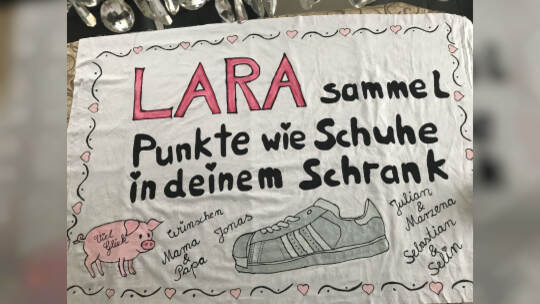 LARA sammel
Punkte wie Schuhe
in deinem Schrank
Viel
Glück
wünschen
Mama
&
Papa
Jonas
Julian
&
Marzena
Sebastian
&
Selin